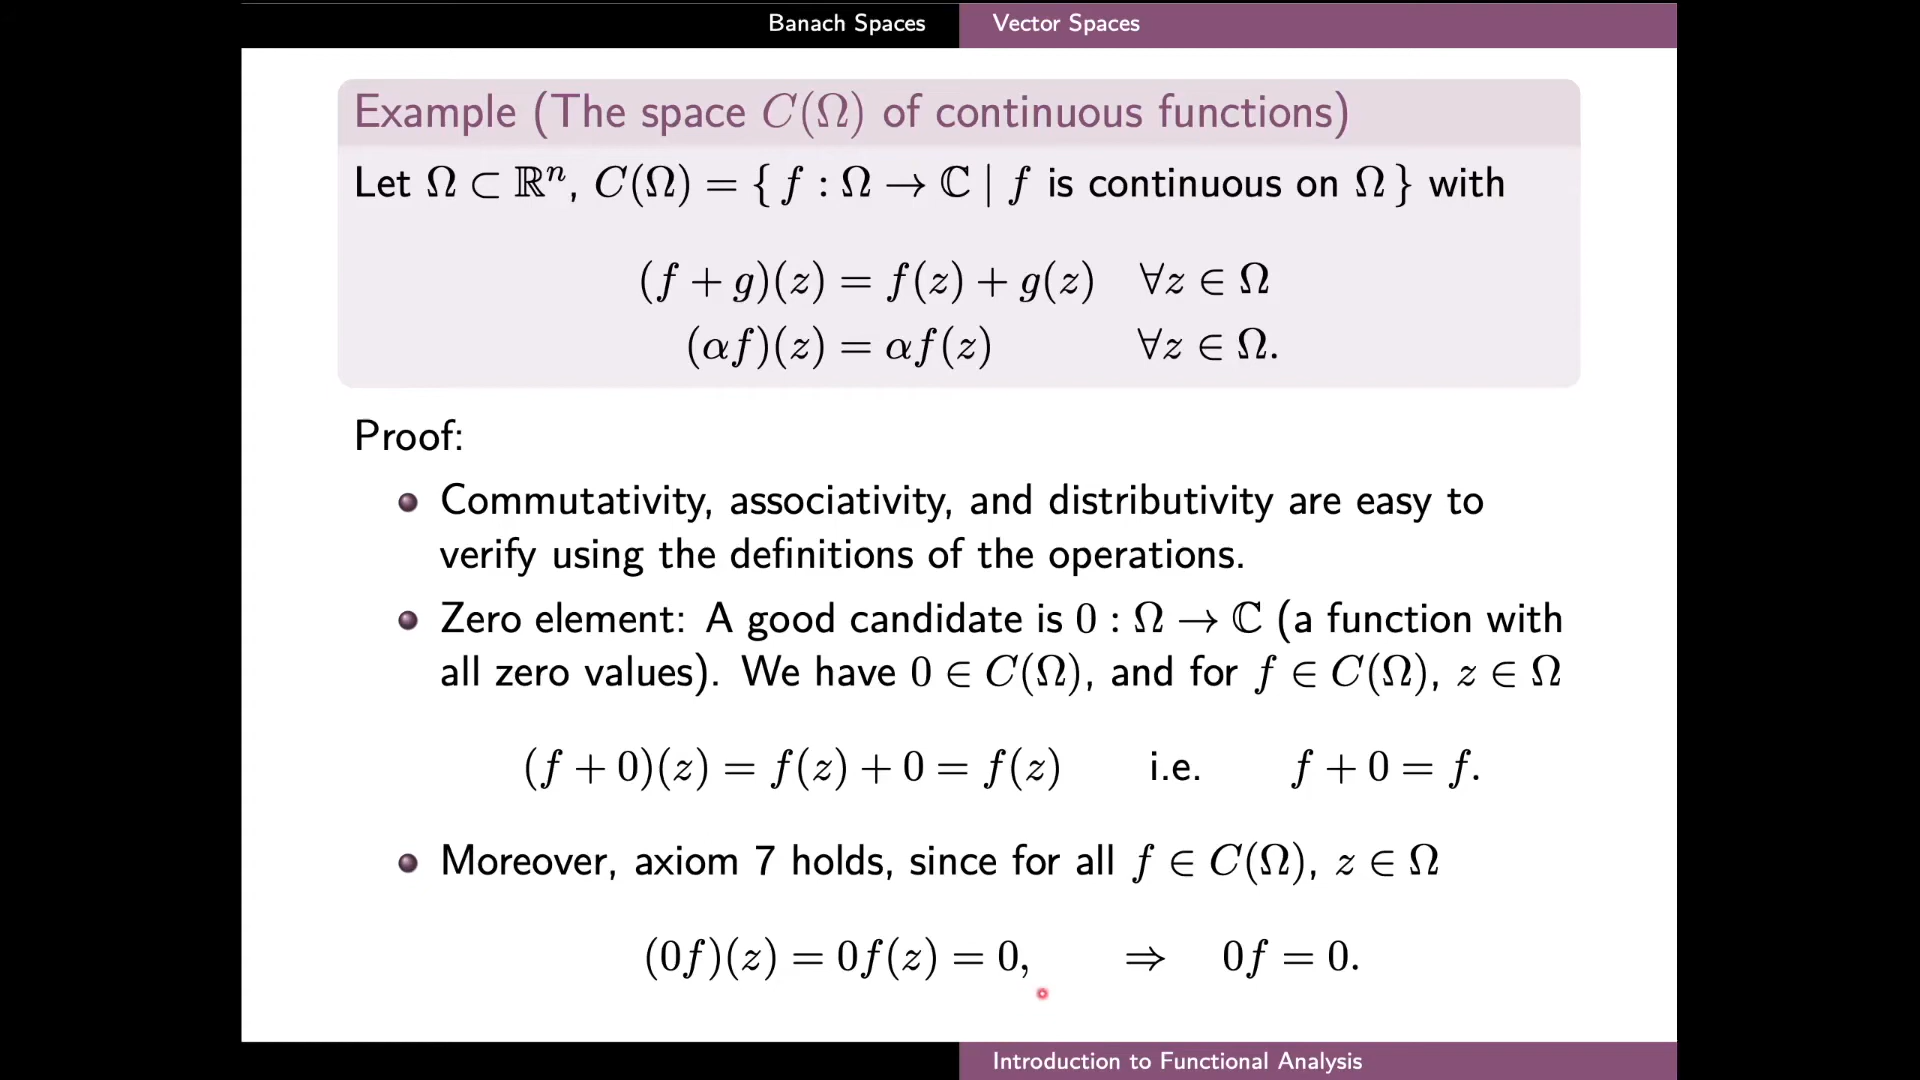 Banach Spaces Vector Spaces
Example (The space C(Ω) of continuous functions)
Let Ω ⊂ ℝⁿ, C(Ω) = { f : Ω → ℂ | f is continuous on Ω } with
(f + g)(z) = f(z) + g(z) ∀z ∈ Ω
(αf)(z) = αf(z) ∀z ∈ Ω.
Proof:
Commutativity, associativity, and distributivity are easy to
verify using the definitions of the operations.
Zero element: A good candidate is 0 : Ω → ℂ (a function with
all zero values). We have 0 ∈ C(Ω), and for f ∈ C(Ω), z ∈ Ω
(f + 0)(z) = f(z) + 0 = f(z) i.e. f + 0 = f.
Moreover, axiom 7 holds, since for all f ∈ C(Ω), z ∈ Ω
(0f)(z) = 0f(z) = 0, ⇒ 0f = 0.
Introduction to Functional Analysis